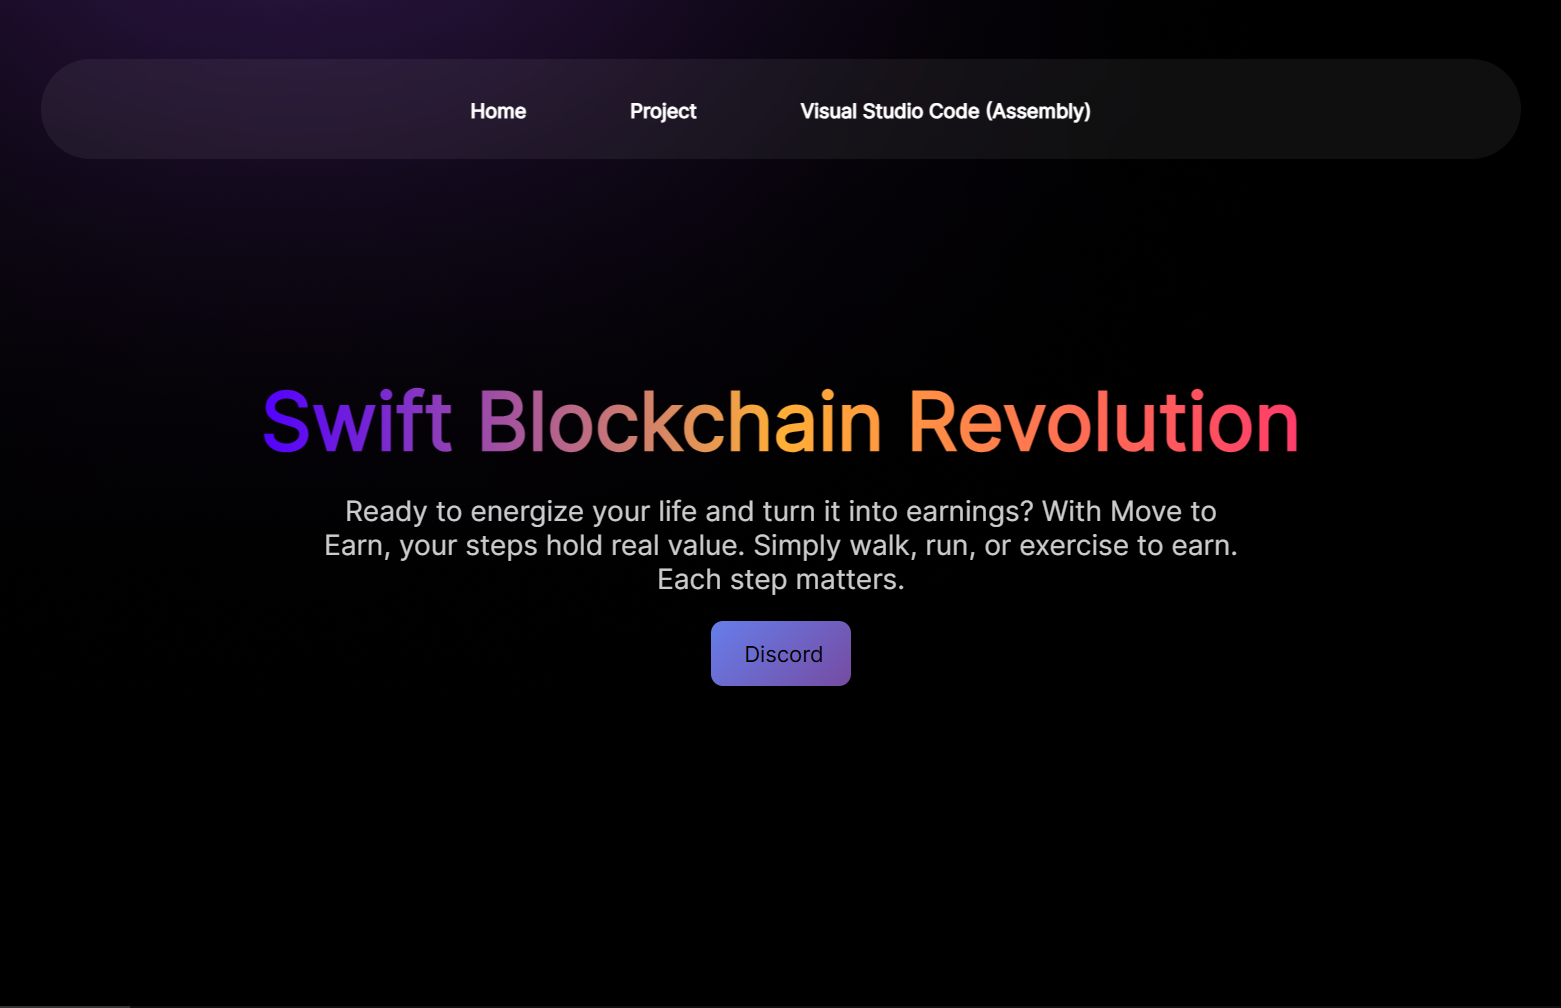 Home Project Visual Studio Code (Assembly)
Swift Blockchain Revolution
Ready to energize your life and turn it into earnings? With Move to
Earn, your steps hold real value. Simply walk, run, or exercise to earn.
Each step matters.
Discord